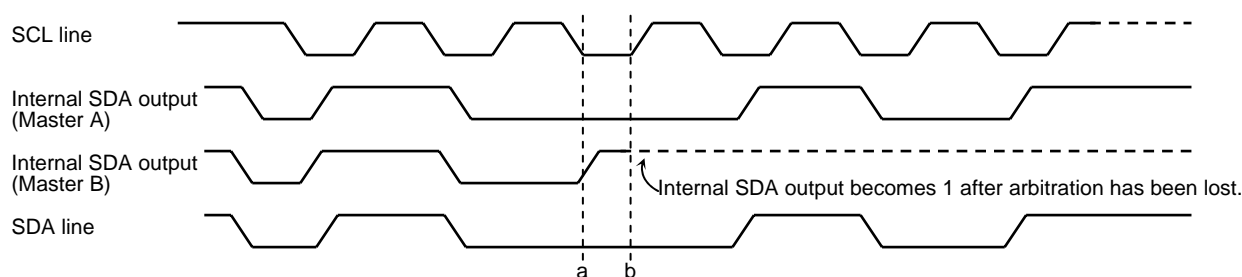 SCL line
Internal SDA output
(Master A)
Internal SDA output
(Master B)
Internal SDA output becomes 1 after arbitration has been lost.
SDA line
a
b